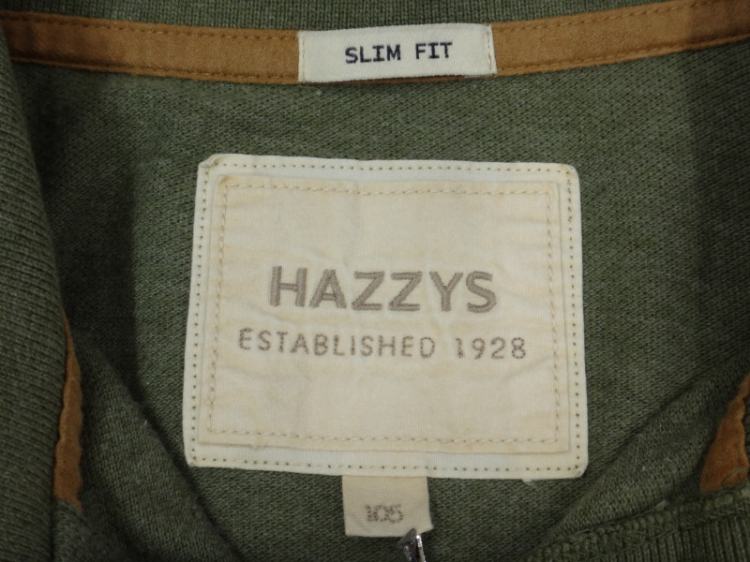 SLIM FIT
HAZZYS
ESTABLISHED 1928
105